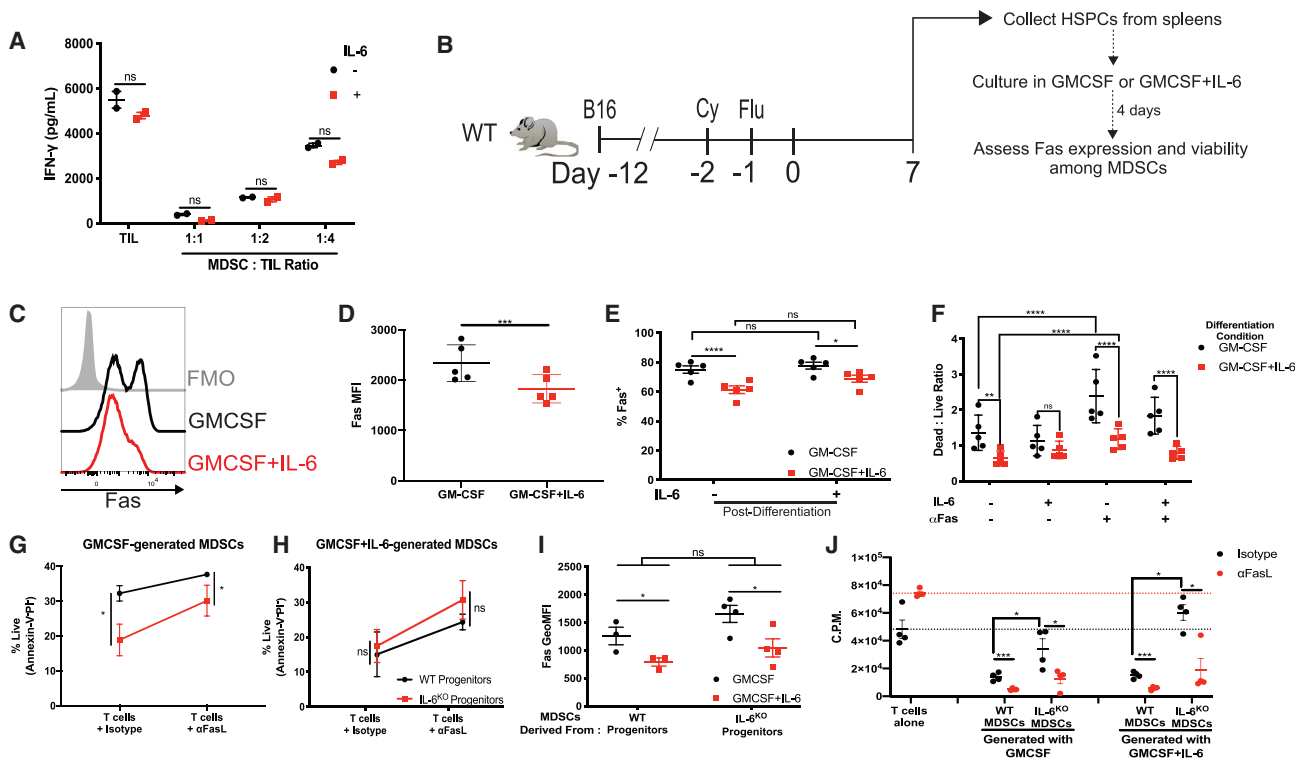 A
IFN-γ (pg/mL)
8000
6000
4000
2000
0
ns
ns
ns
ns
IL-6
-
+
TIL
1:1
1:2
1:4
MDSC : TIL Ratio
B
WT
B16
Cy
Flu
Day -12
-2
-1
0
7
Collect HSPCs from spleens
Culture in GMCSF or GMCSF+IL-6
4 days
Assess Fas expression and viability
among MDSCs
C
FMO
GMCSF
GMCSF+IL-6
0
10⁴
Fas
D
Fas MFI
3000
2000
1000
0
***
GM-CSF
GM-CSF+IL-6
E
% Fas⁺
100
80
60
40
20
0
ns
ns
****
*
GM-CSF
GM-CSF+IL-6
IL-6
-
+
Post-Differentiation
F
Dead : Live Ratio
4
3
2
1
0
****
****
**
ns
****
****
Differentiation
Condition
GM-CSF
GM-CSF+IL-6
IL-6 - + - +
αFas - - + +
G
GMCSF-generated MDSCs
% Live
(Annexin-V⁻PI⁻)
40
30
20
10
0
*
*
T cells
+ Isotype
T cells
+ αFasL
H
GMCSF+IL-6-generated MDSCs
% Live
(Annexin-V⁻PI⁻)
40
30
20
10
0
ns
ns
WT Progenitors
IL-6ᴷᴼ Progenitors
T cells
+ Isotype
T cells
+ αFasL
I
Fas GeoMFI
2500
2000
1500
1000
500
0
ns
*
*
GMCSF
GMCSF+IL-6
MDSCs
Derived From :
WT
Progenitors
IL-6ᴷᴼ
Progenitors
J
C.P.M.
1×10⁵
8×10⁴
6×10⁴
4×10⁴
2×10⁴
0
Isotype
αFasL
***
*
*
***
*
*
T cells
alone
WT
MDSCs
IL-6ᴷᴼ
MDSCs
Generated with
GMCSF
WT
MDSCs
IL-6ᴷᴼ
MDSCs
Generated with
GMCSF+IL-6